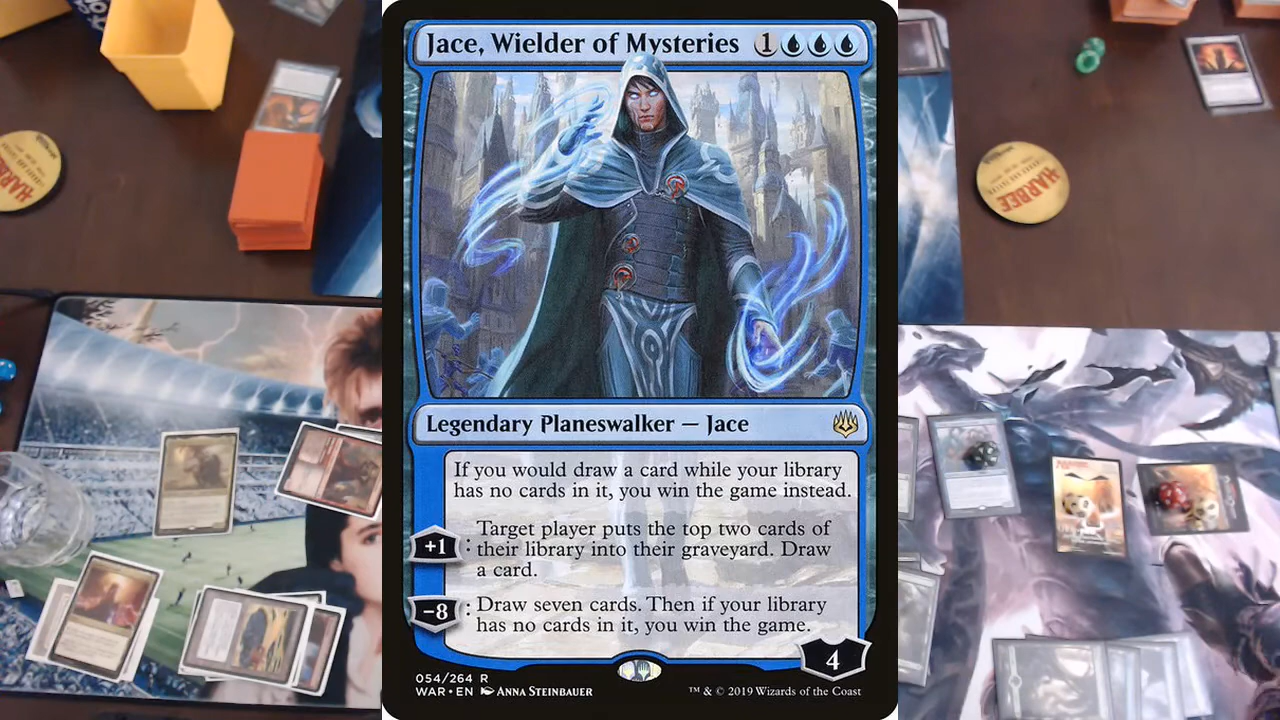 Jace, Wielder of Mysteries 1
Legendary Planeswalker — Jace
If you would draw a card while your library
has no cards in it, you win the game instead.
+1 : Target player puts the top two cards of
their library into their graveyard. Draw
a card.
−8 : Draw seven cards. Then if your library
has no cards in it, you win the game.
4
054/264 R
WAR • EN Anna Steinbauer
™ & © 2019 Wizards of the Coast
HARBEE
HARBEE